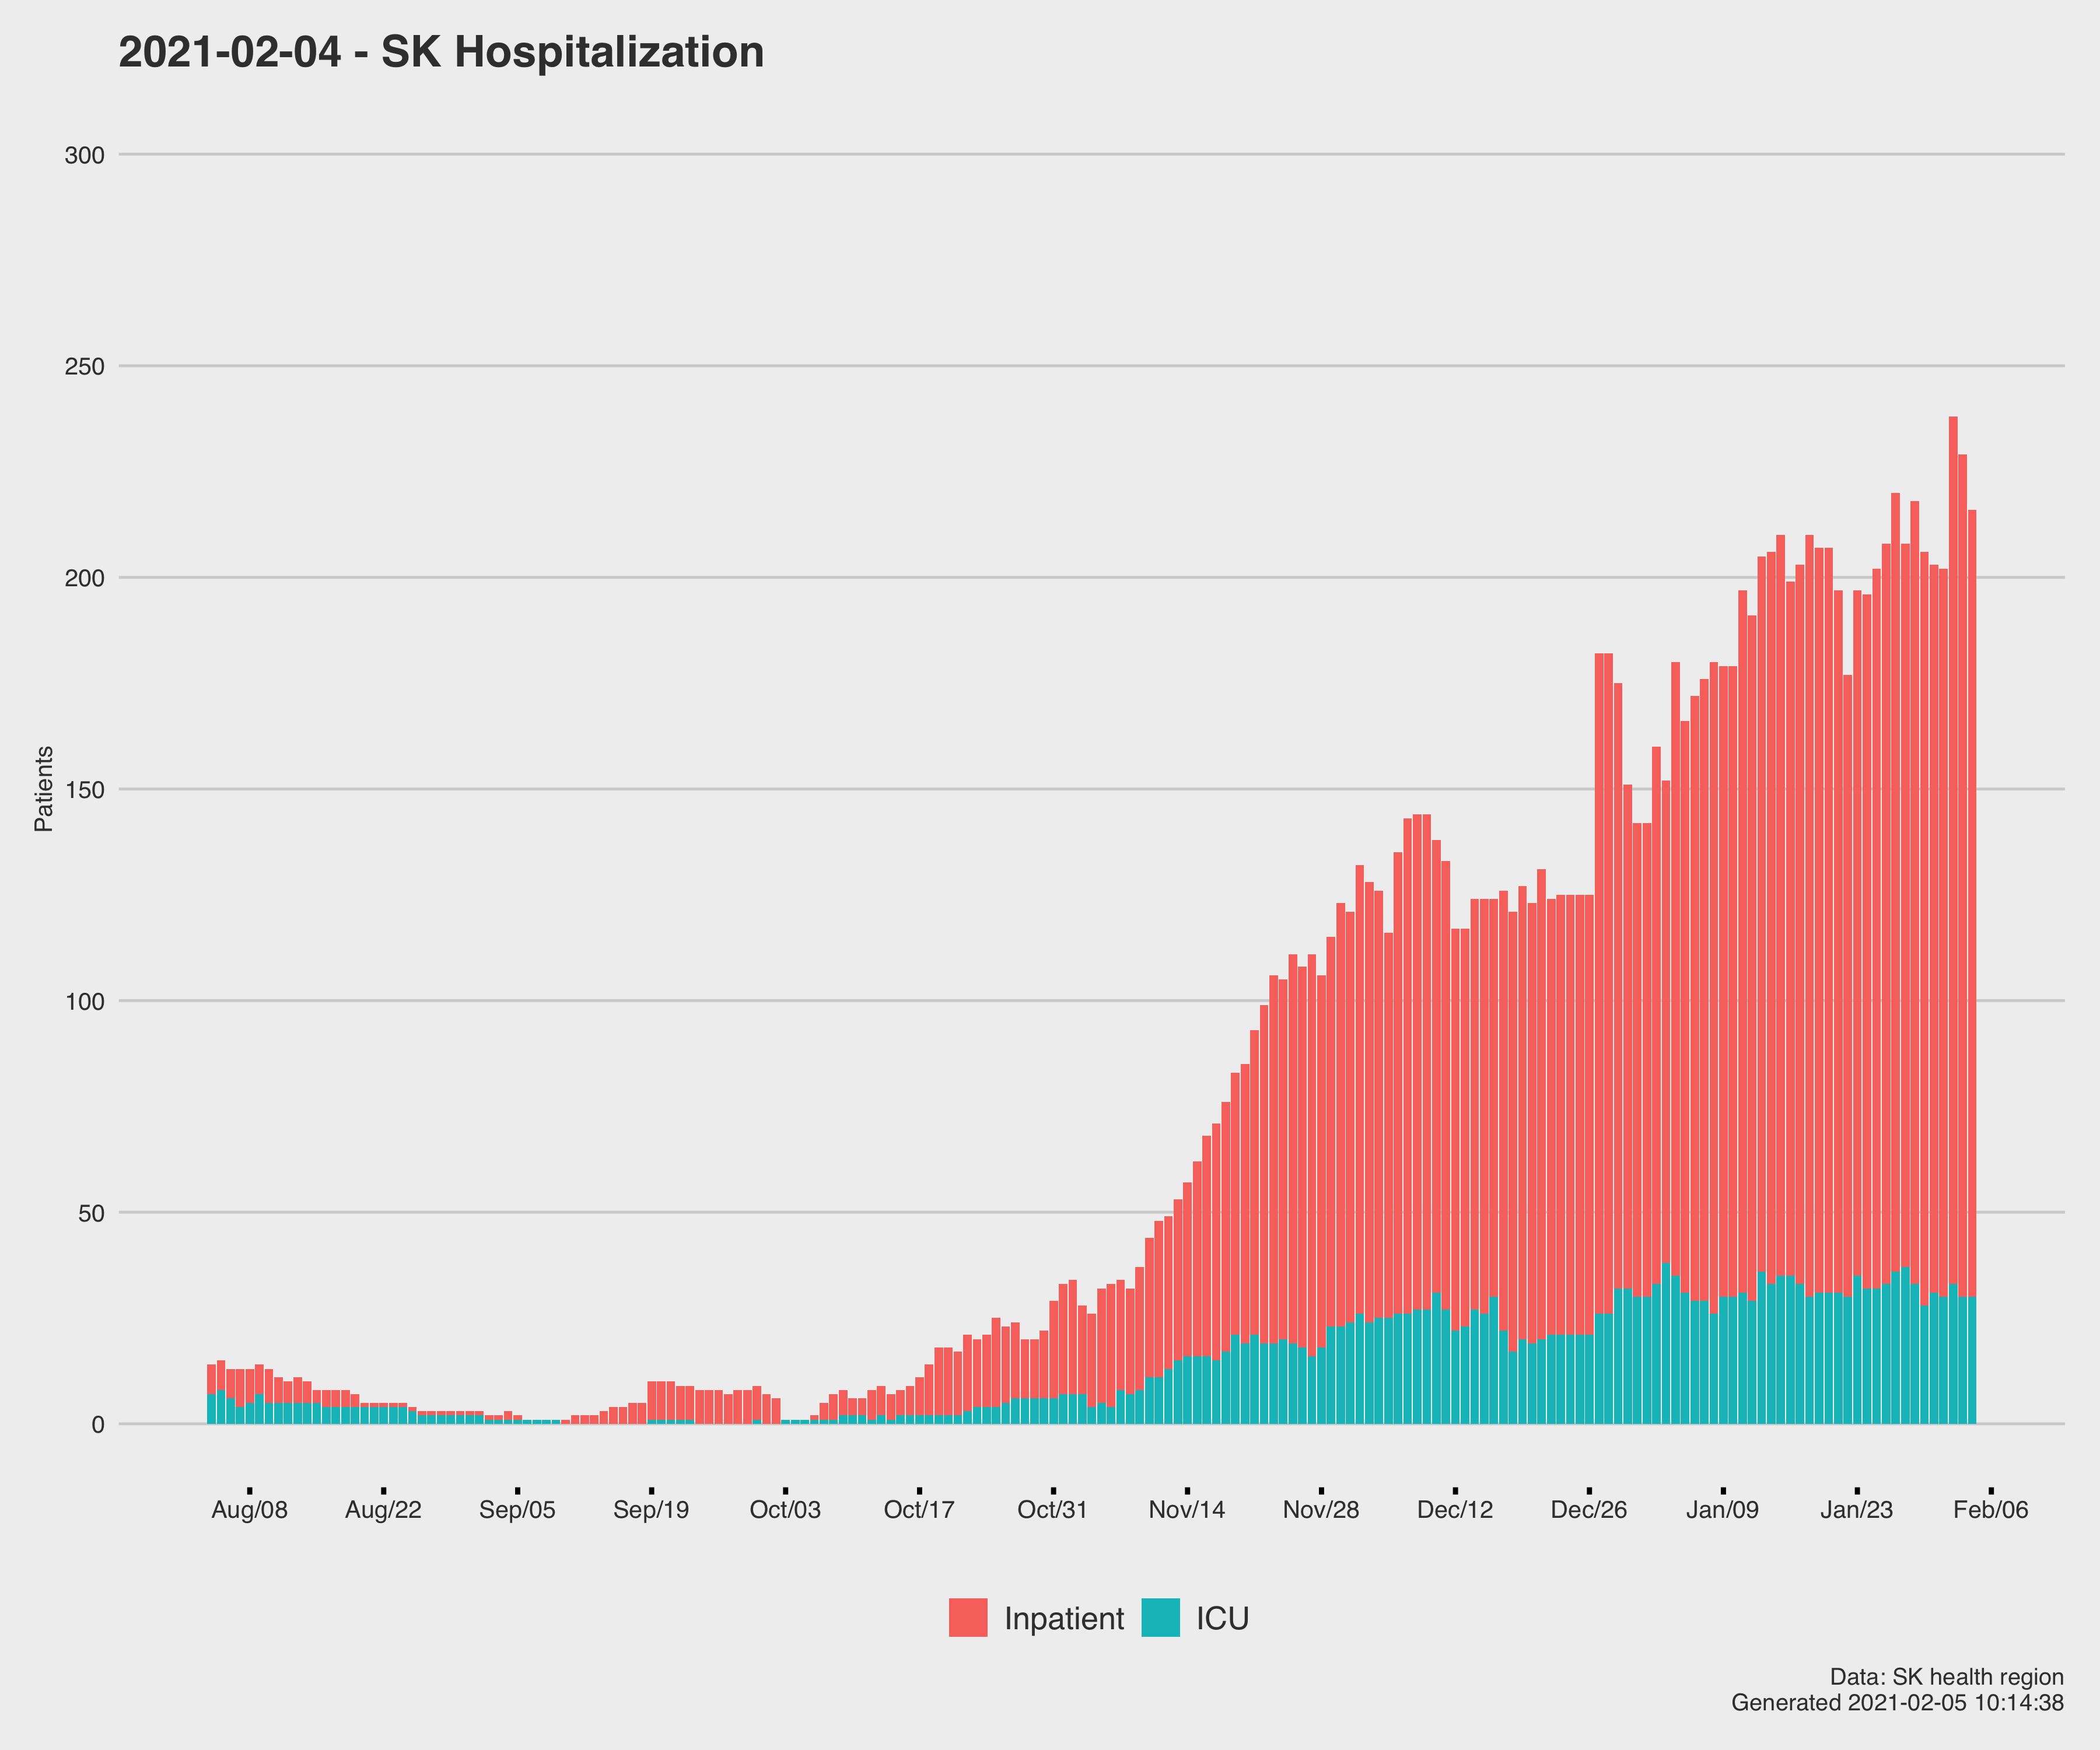 2021-02-04 - SK Hospitalization
300
250
200
150
100
50
0
Patients
Aug/08 Aug/22 Sep/05 Sep/19 Oct/03 Oct/17 Oct/31 Nov/14 Nov/28 Dec/12 Dec/26 Jan/09 Jan/23 Feb/06
Inpatient ICU
Data: SK health region
Generated 2021-02-05 10:14:38